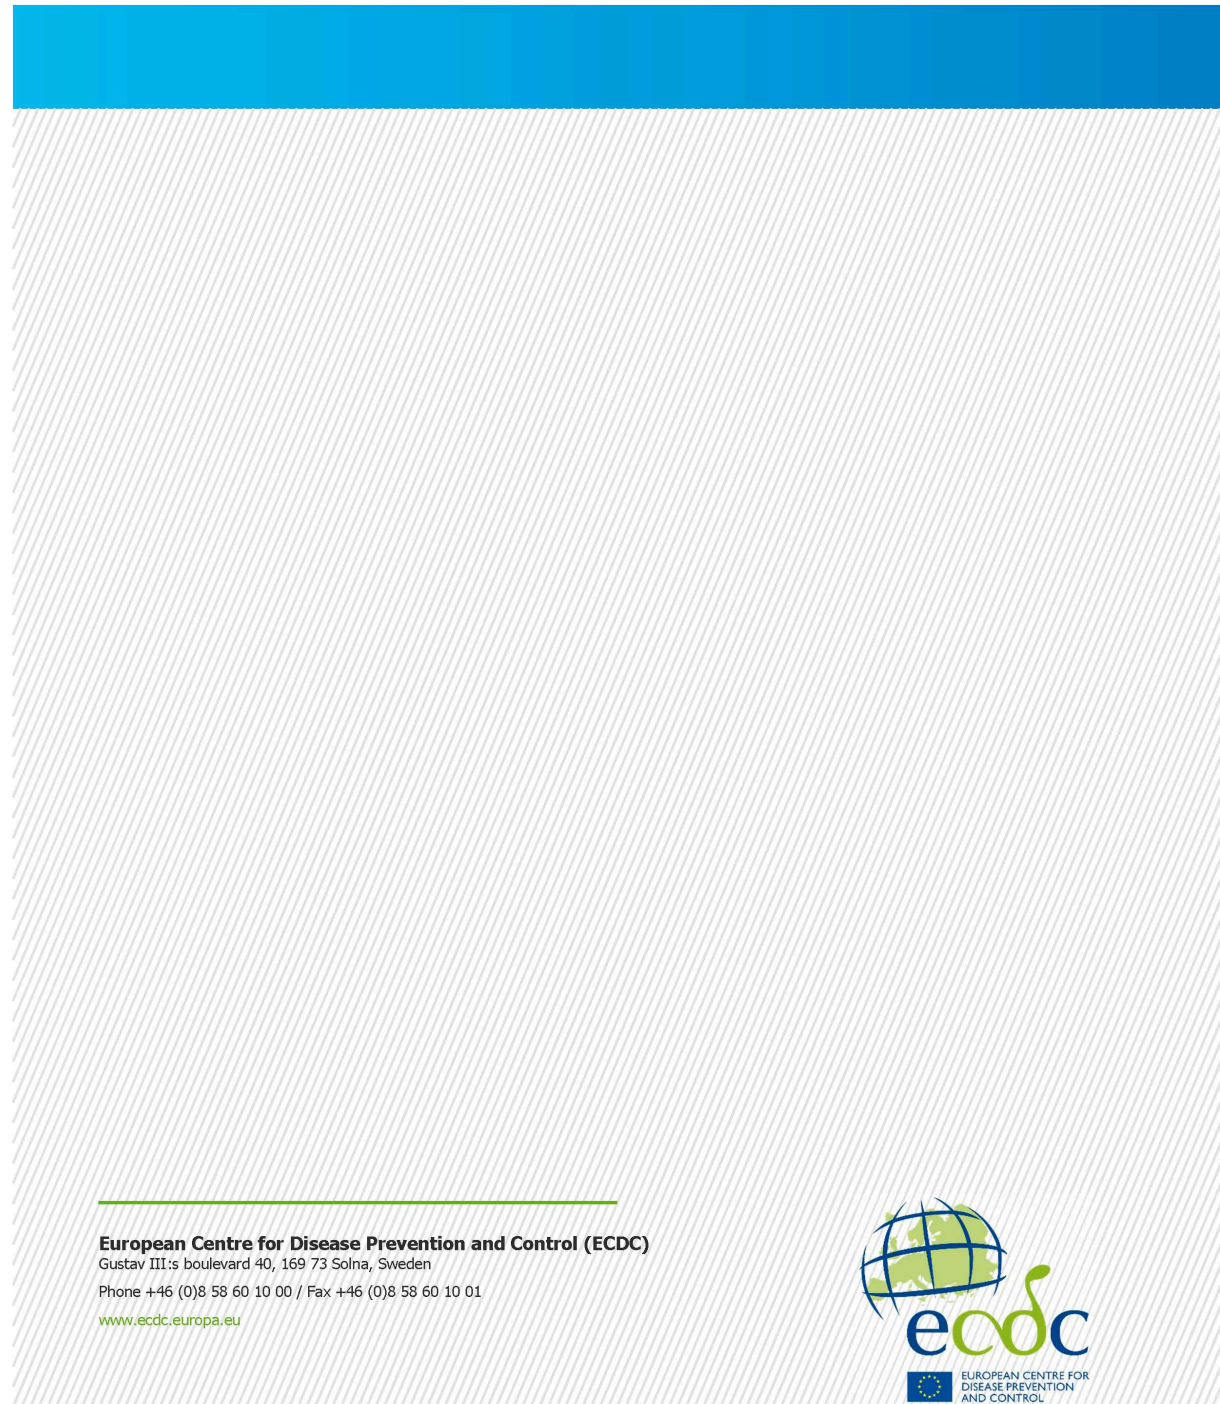 European Centre for Disease Prevention and Control (ECDC)
Gustav III:s boulevard 40, 169 73 Solna, Sweden
Phone +46 (0)8 58 60 10 00 / Fax +46 (0)8 58 60 10 01
www.ecdc.europa.eu
ecdc
EUROPEAN CENTRE FOR
DISEASE PREVENTION
AND CONTROL